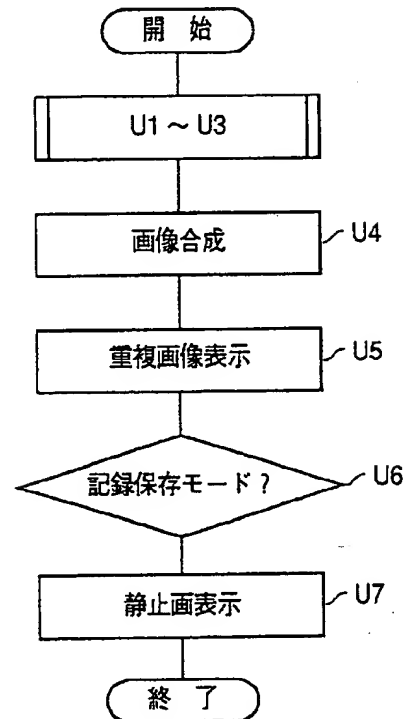 開 始
U1 ～ U3
画像合成
U4
重複画像表示
U5
記録保存モード ?
U6
静止画表示
U7
終 了